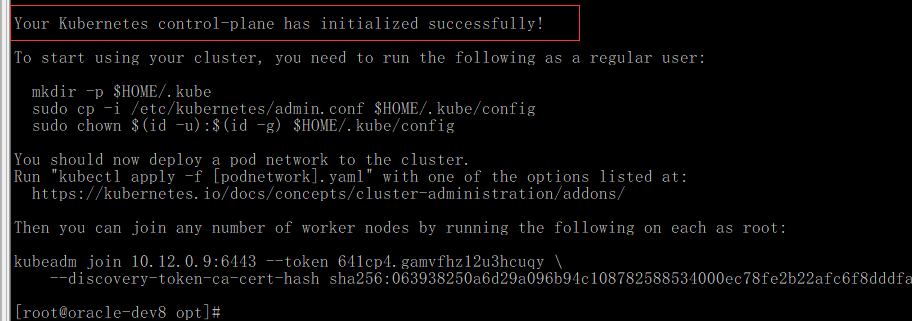 Your Kubernetes control-plane has initialized successfully!
To start using your cluster, you need to run the following as a regular user:
mkdir -p $HOME/.kube
sudo cp -i /etc/kubernetes/admin.conf $HOME/.kube/config
sudo chown $(id -u):$(id -g) $HOME/.kube/config
You should now deploy a pod network to the cluster.
Run "kubectl apply -f [podnetwork].yaml" with one of the options listed at:
https://kubernetes.io/docs/concepts/cluster-administration/addons/
Then you can join any number of worker nodes by running the following on each as root:
kubeadm join 10.12.0.9:6443 --token 641cp4.gamvfhz12u3hcuqy \
--discovery-token-ca-cert-hash sha256:063938250a6d29a096b94c108782588534000ec78fe2b22afc6f8dddfa
[root@oracle-dev8 opt]#